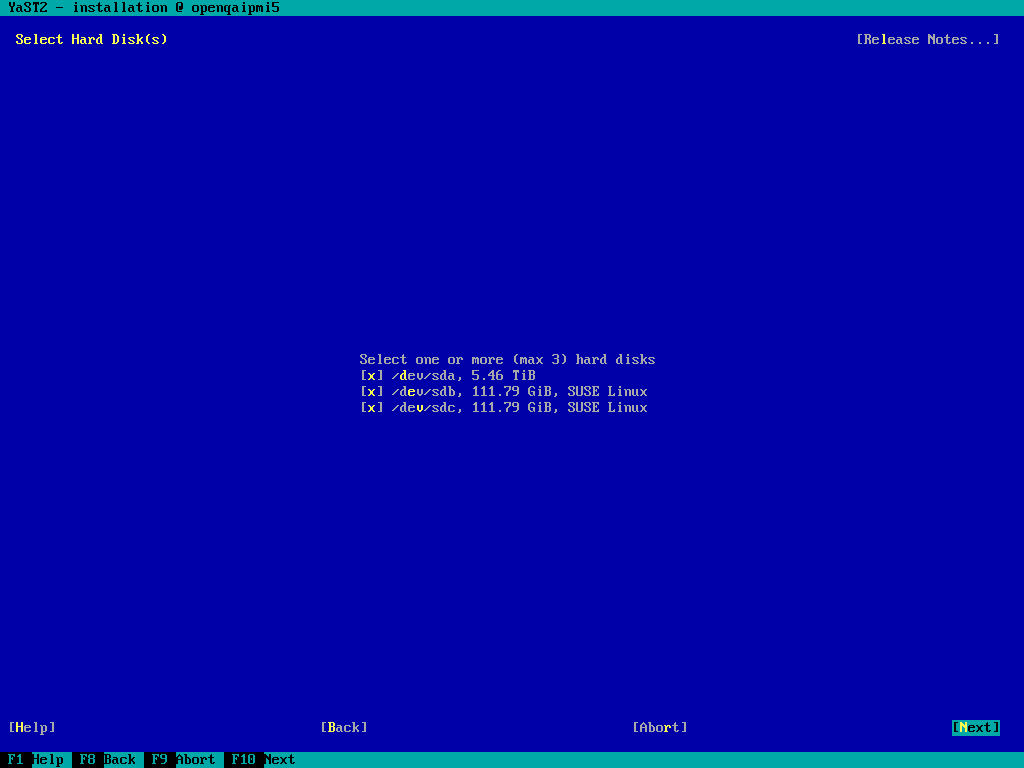 YaST2 - installation @ openqaipmi5
Select Hard Disk(s) [Release Notes...]
Select one or more (max 3) hard disks
[x] /dev/sda, 5.46 TiB
[x] /dev/sdb, 111.79 GiB, SUSE Linux
[x] /dev/sdc, 111.79 GiB, SUSE Linux
[Help] [Back] [Abort] [Next]
F1 Help F8 Back F9 Abort F10 Next